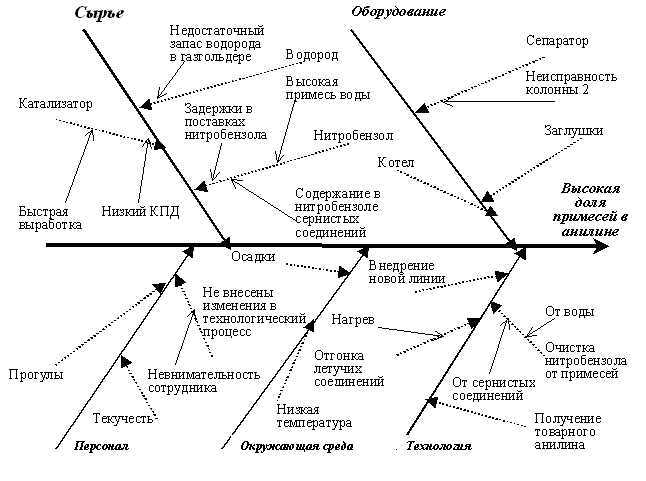 Сырье
Оборудование
Недостаточный
запас водорода
в газгольдере
Водород
Сепаратор
Высокая
примесь воды
Неисправность
колонны 2
Катализатор
Задержки в
поставках
нитробензола
Нитробензол
Заглушки
Котел
Быстрая
выработка
Низкий КПД
Содержание в
нитробензоле
сернистых
соединений
Высокая
доля
примесей в
анилине
Осадки
Внедрение
новой линии
Не внесены
изменения в
технологический
процесс
Нагрев
От воды
Прогулы
Невнимательность
сотрудника
Отгонка
летучих
соединений
Очистка
нитробензола
от примесей
От сернистых
соединений
Текучесть
Низкая
температура
Получение
товарного
анилина
Персонал
Окружающая среда
Технология